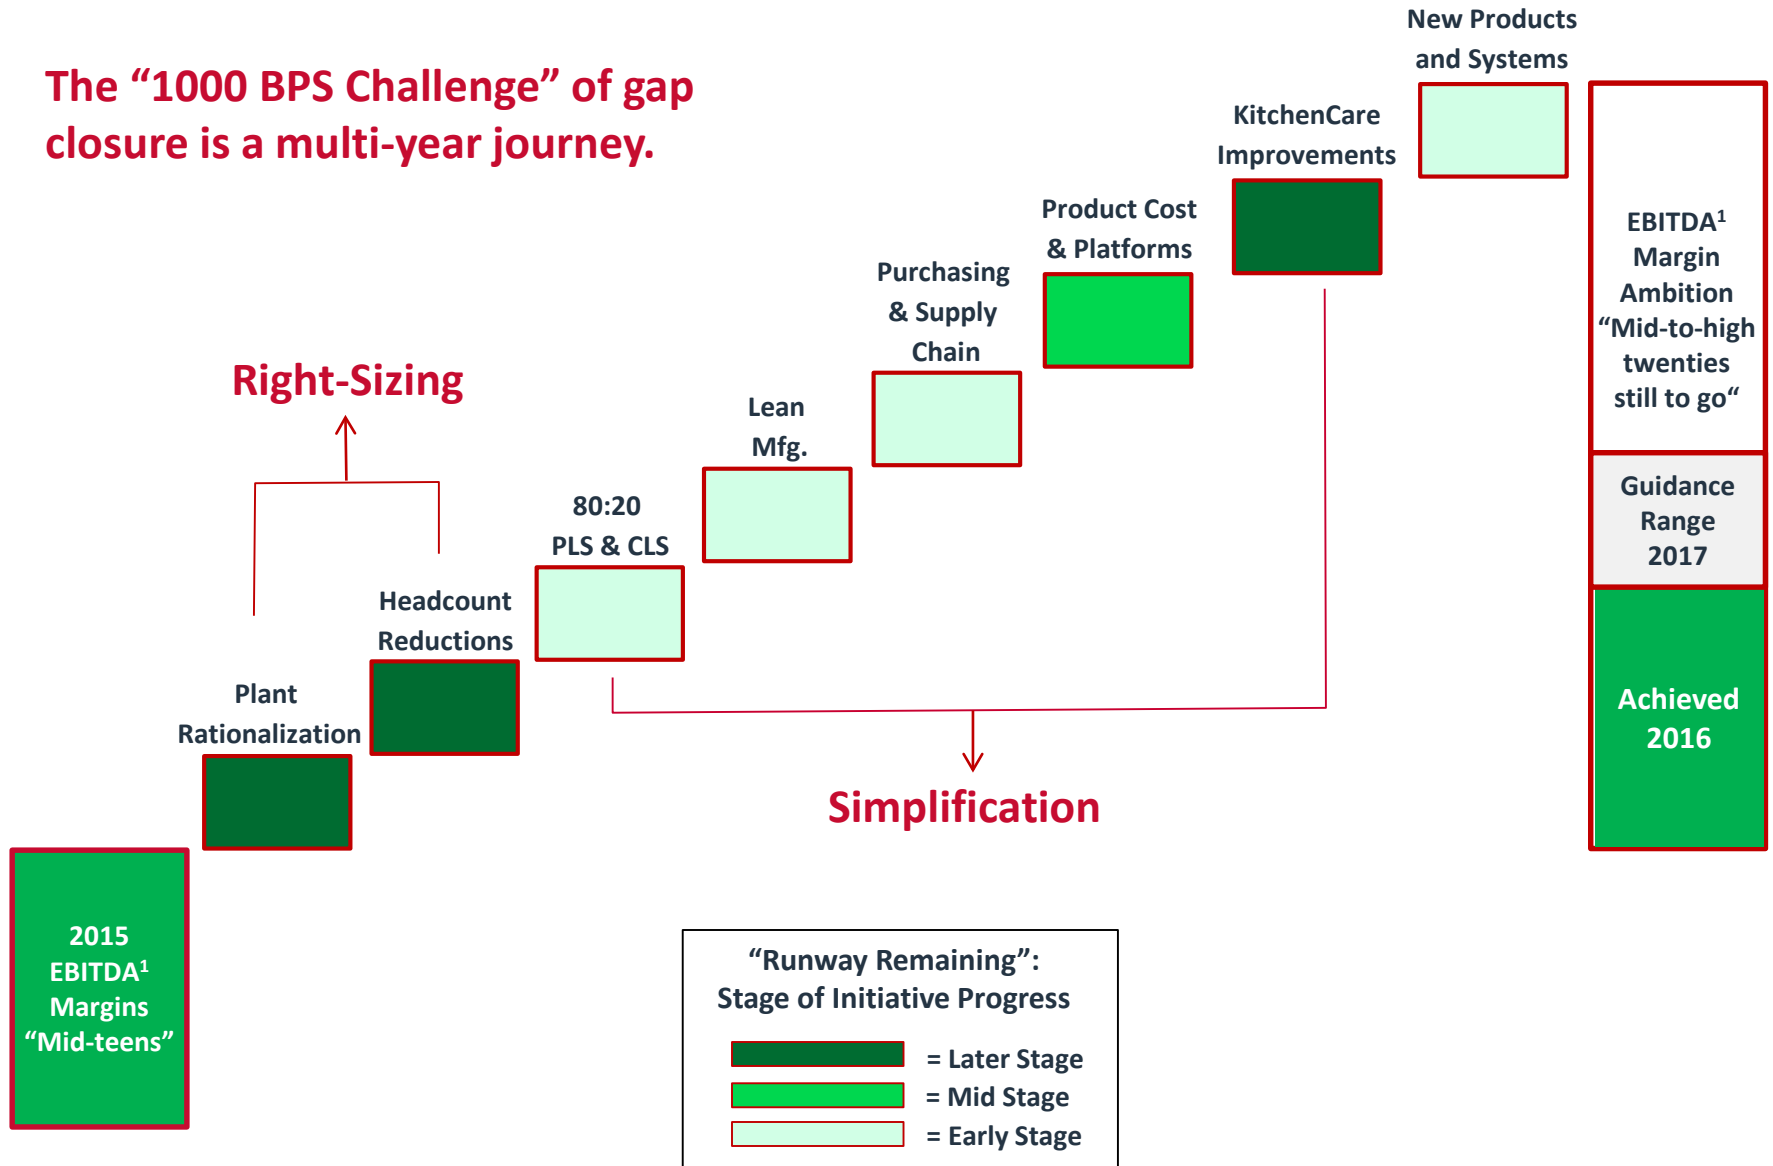 The “1000 BPS Challenge” of gap
closure is a multi-year journey.
New Products
and Systems
KitchenCare
Improvements
Product Cost
& Platforms
Purchasing
& Supply
Chain
Lean
Mfg.
80:20
PLS & CLS
Headcount
Reductions
Plant
Rationalization
Right-Sizing
Simplification
2015
EBITDA¹
Margins
“Mid-teens”
EBITDA¹
Margin
Ambition
“Mid-to-high
twenties
still to go“
Guidance
Range
2017
Achieved
2016
“Runway Remaining”:
Stage of Initiative Progress
= Later Stage
= Mid Stage
= Early Stage